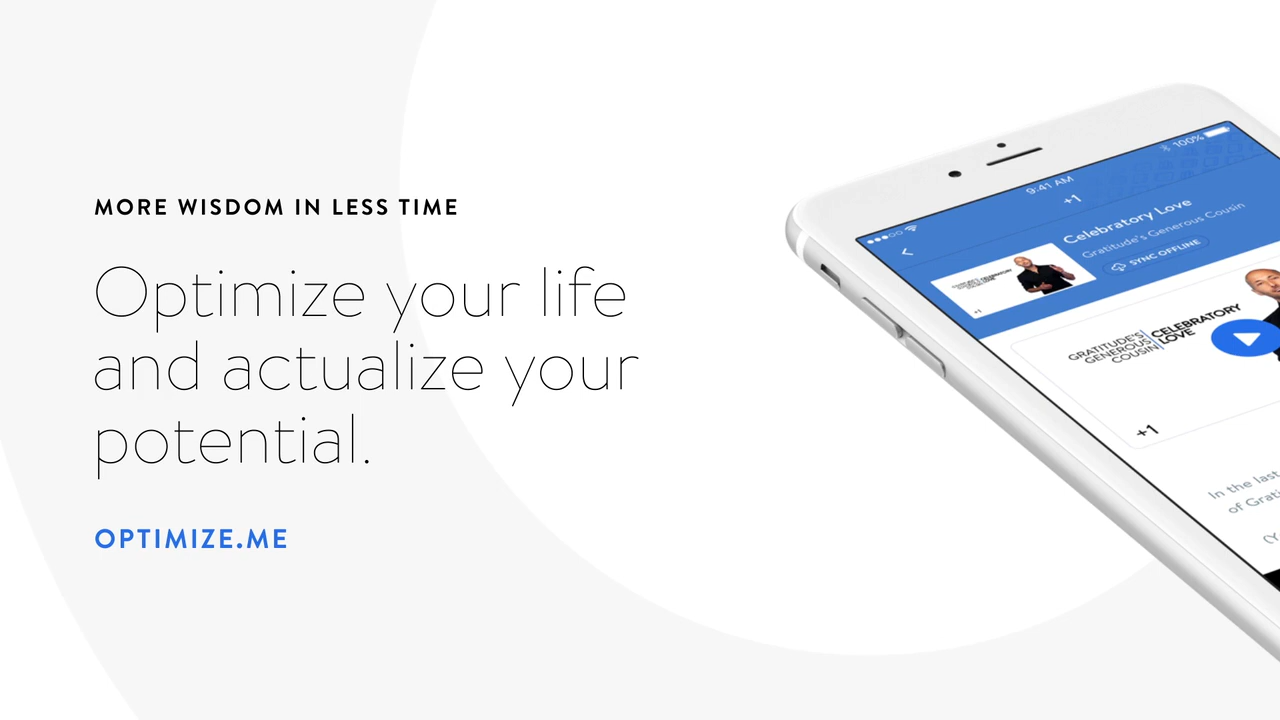 MORE WISDOM IN LESS TIME
Optimize your life
and actualize your
potential.
OPTIMIZE.ME
9:41 AM
100%
+1
Celebratory Love
Gratitude's Generous Cousin
SYNC OFFLINE
GRATITUDE'S
GENEROUS
COUSIN
CELEBRATORY
LOVE
+1
In the last
of Grati
(Y